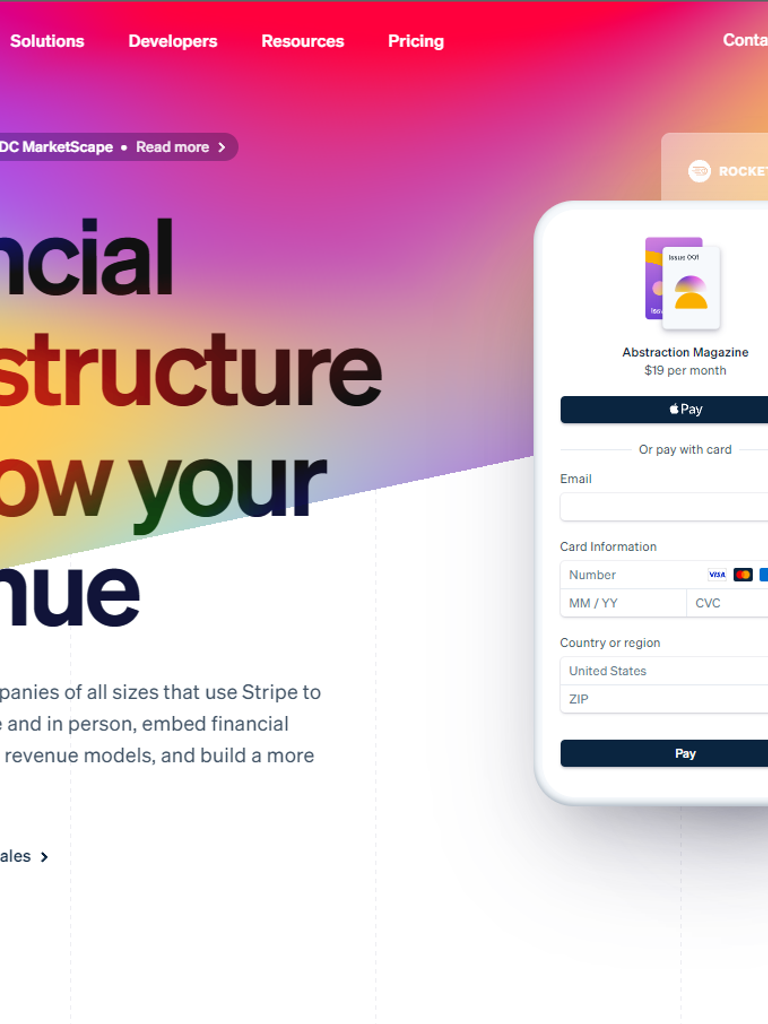 Solutions Developers Resources Pricing Conta
DC MarketScape • Read more
ncial
structure
ow your
nue
panies of all sizes that use Stripe to
e and in person, embed financial
revenue models, and build a more
ales
ROCKET
Issue 001
Abstraction Magazine
$19 per month
Pay
Or pay with card
Email
Card Information
Number VISA
MM / YY CVC
Country or region
United States
ZIP
Pay